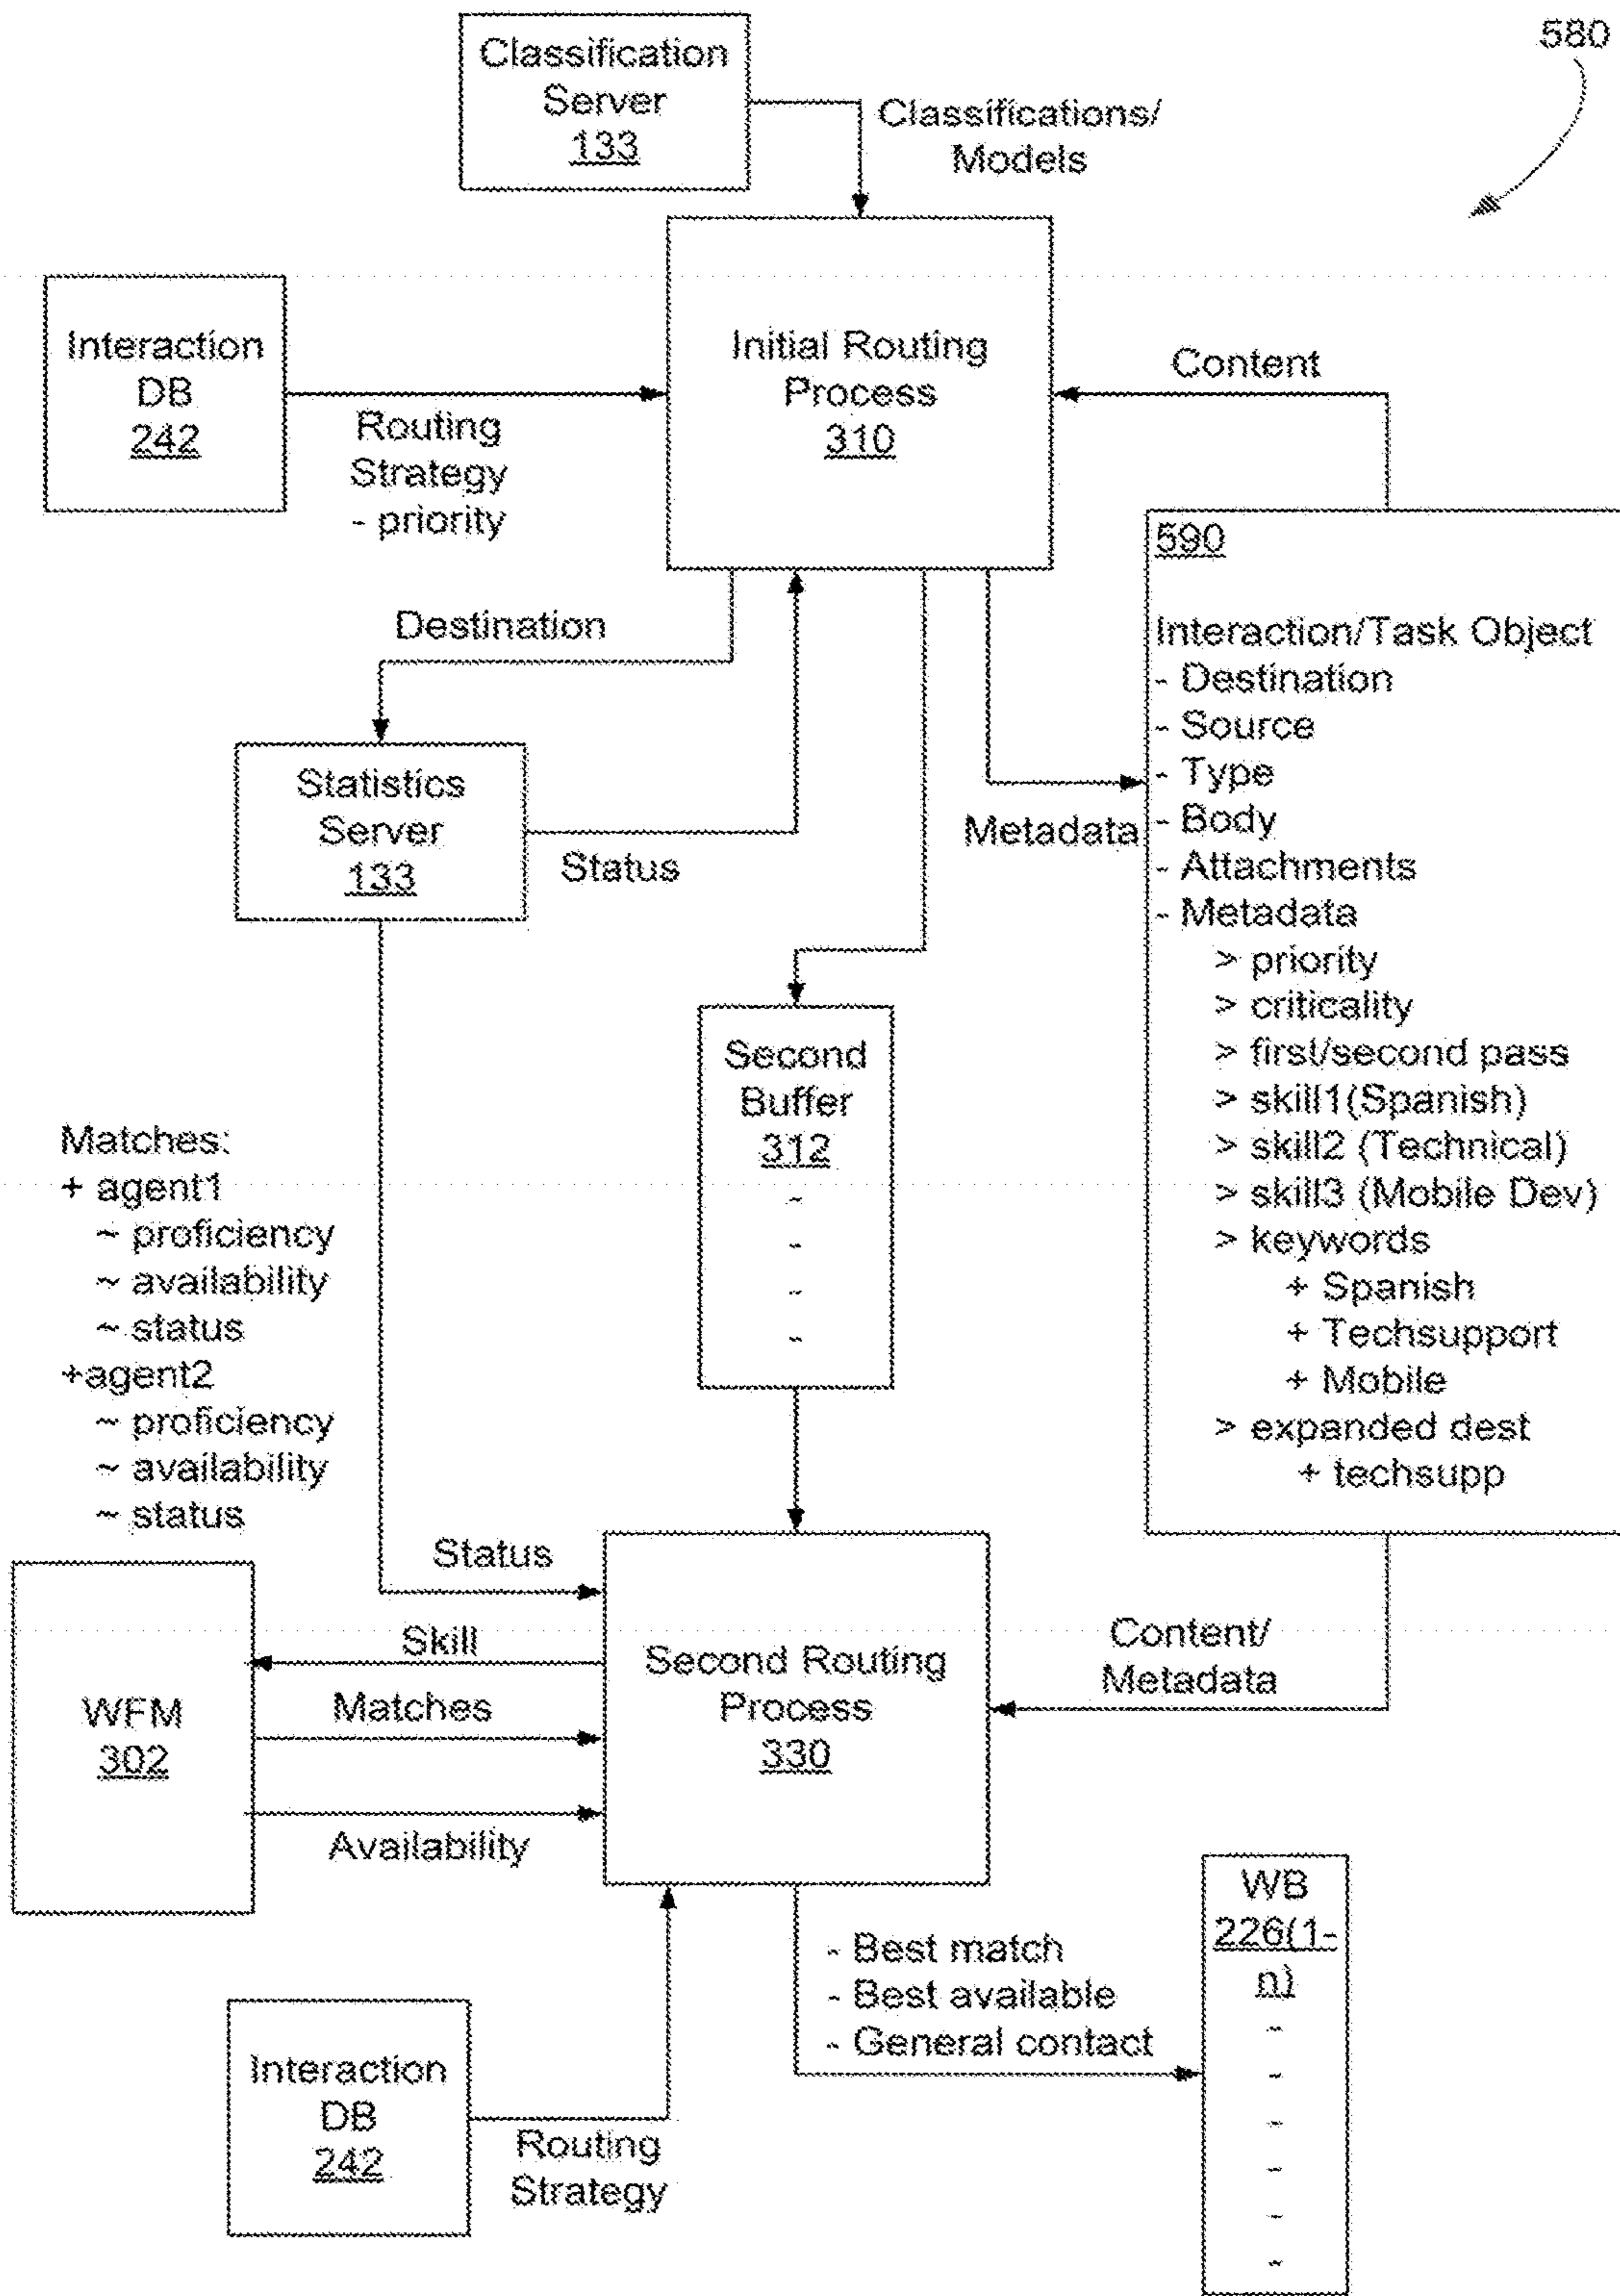 580
Classification
Server
133
Classifications/
Models
Interaction
DB
242
Routing
Strategy
- priority
Initial Routing
Process
310
Content
Destination
Statistics
Server
133
Status
Metadata
590
Interaction/Task Object
- Destination
- Source
- Type
- Body
- Attachments
- Metadata
> priority
> criticality
> first/second pass
> skill1(Spanish)
> skill2 (Technical)
> skill3 (Mobile Dev)
> keywords
+ Spanish
+ Techsupport
+ Mobile
> expanded dest
+ techsupp
Second
Buffer
312
-
-
-
-
Matches:
+ agent1
~ proficiency
~ availability
~ status
+agent2
~ proficiency
~ availability
~ status
Status
Skill
Matches
Availability
WFM
302
Second Routing
Process
330
Content/
Metadata
- Best match
- Best available
- General contact
WB
226(1-
n)
-
-
-
-
-
-
Interaction
DB
242
Routing
Strategy